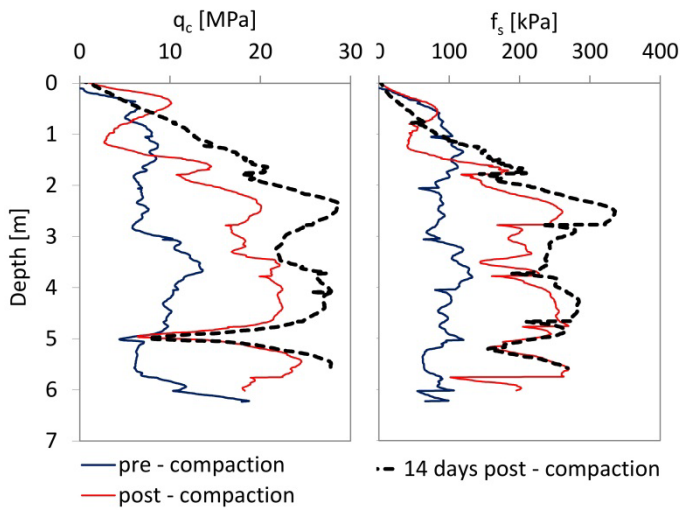 q_c [MPa]
0 10 20 30
f_s [kPa]
0 100 200 300 400
Depth [m]
0
1
2
3
4
5
6
7
pre - compaction
post - compaction
14 days post - compaction